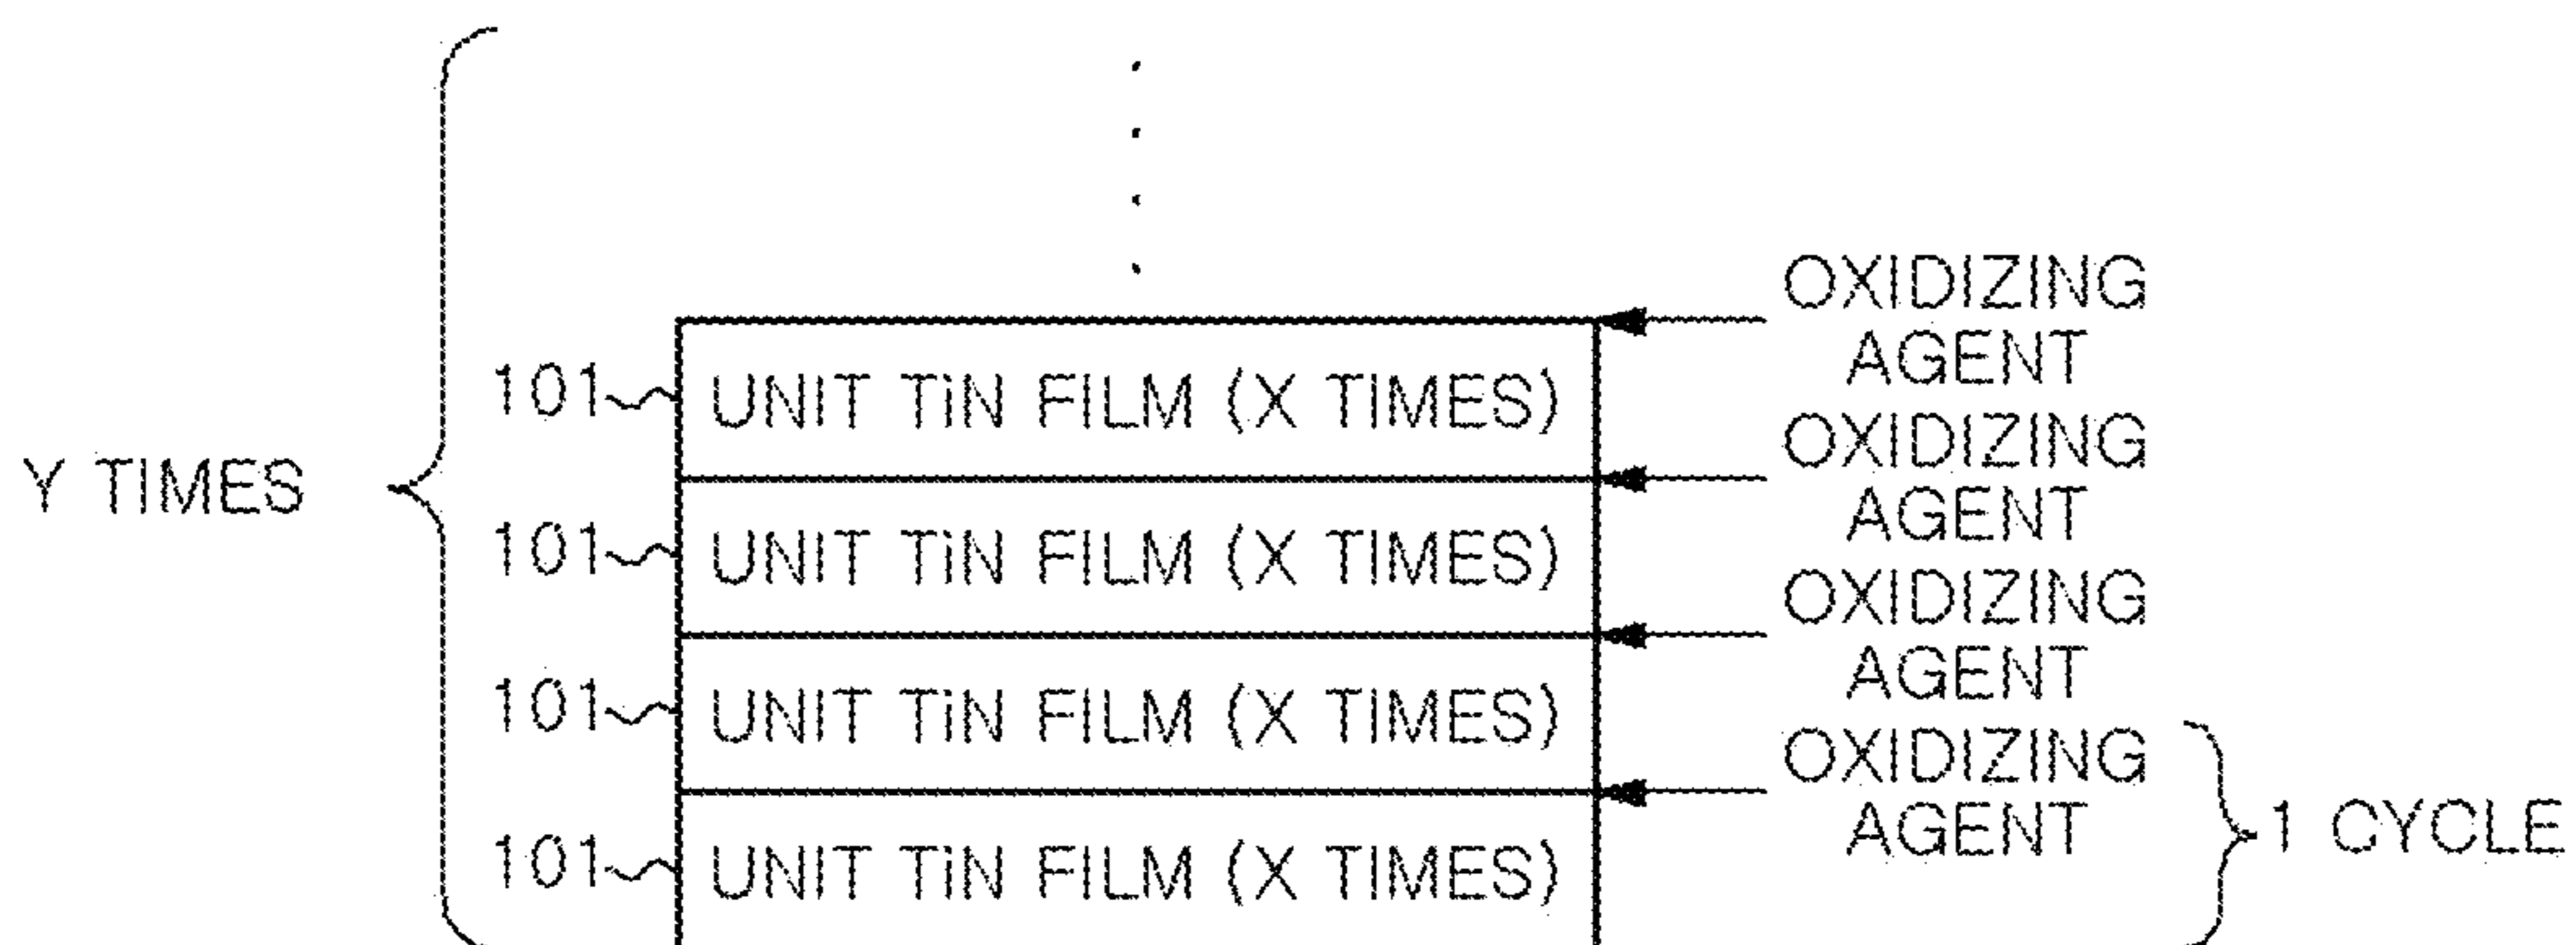 OXIDIZING
AGENT
101 UNIT TiN FILM (X TIMES)
OXIDIZING
AGENT
Y TIMES
101 UNIT TiN FILM (X TIMES)
OXIDIZING
AGENT
101 UNIT TiN FILM (X TIMES)
OXIDIZING
AGENT
1 CYCLE
101 UNIT TiN FILM (X TIMES)